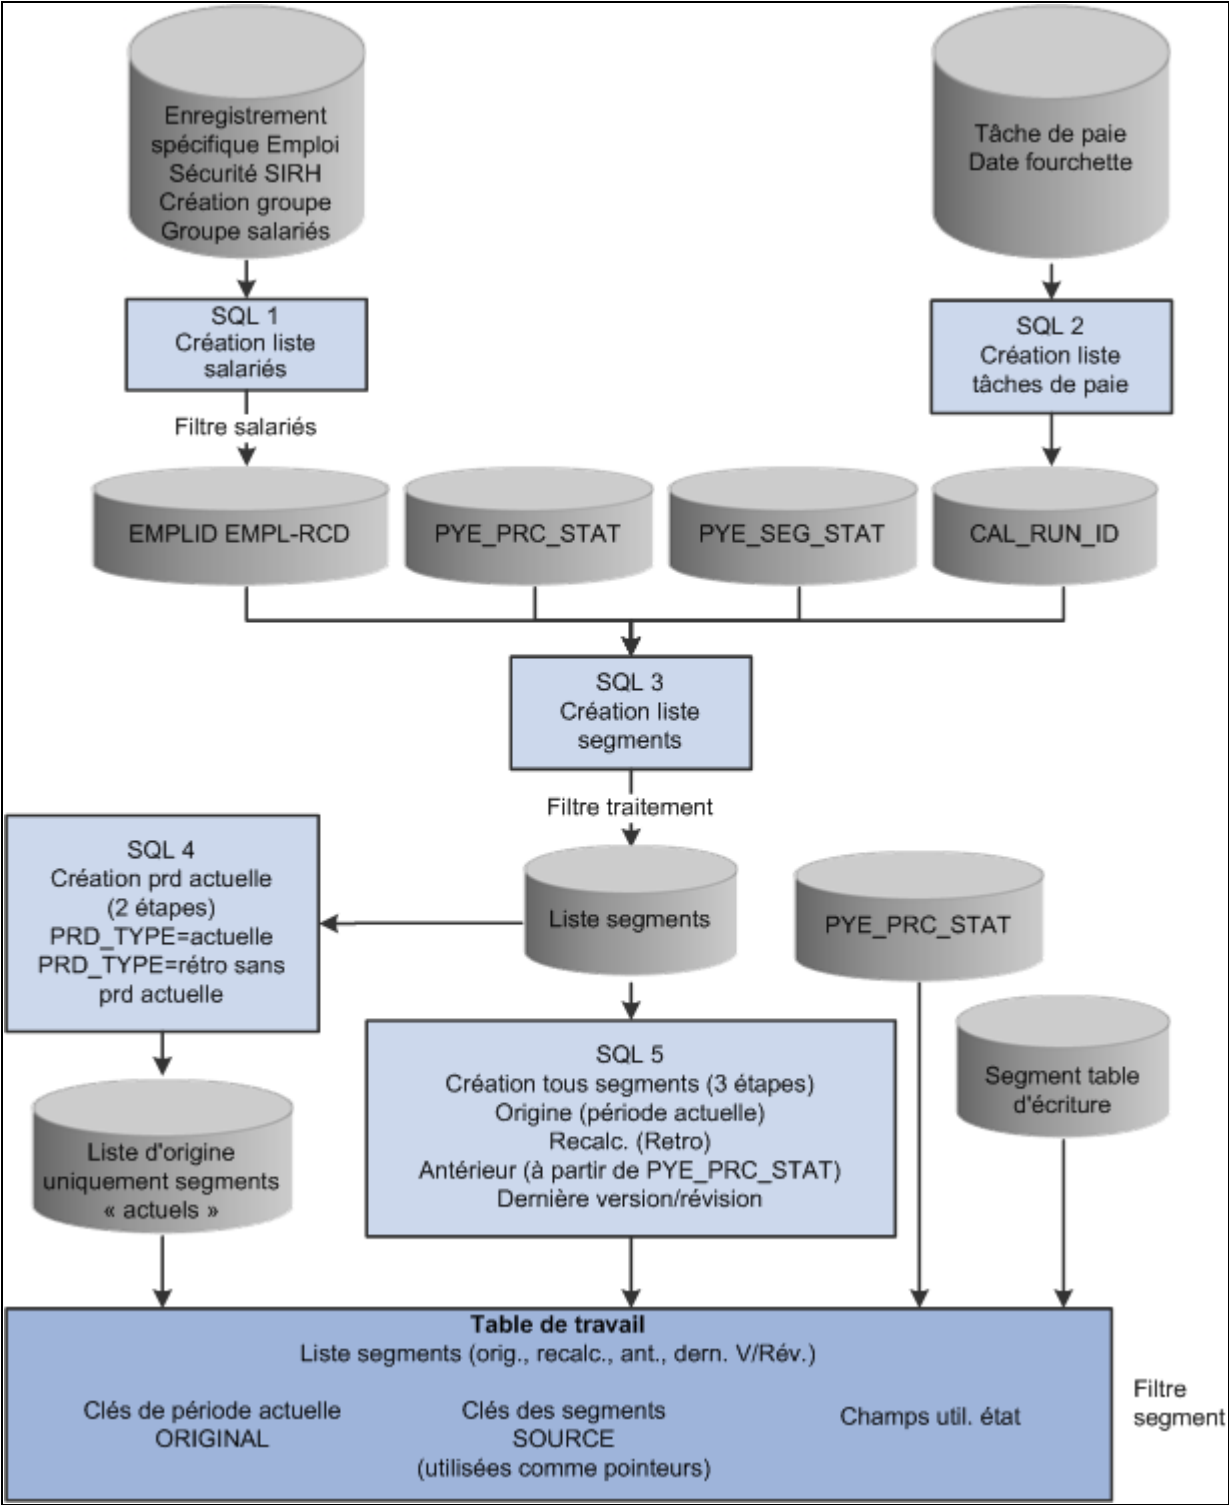 Enregistrement
spécifique Emploi
Sécurité SIRH
Création groupe
Groupe salariés
Tâche de paie
Date fourchette
SQL 1
Création liste
salariés
SQL 2
Création liste
tâches de paie
Filtre salariés
EMPLID EMPL-RCD
PYE_PRC_STAT
PYE_SEG_STAT
CAL_RUN_ID
SQL 3
Création liste
segments
Filtre traitement
SQL 4
Création prd actuelle
(2 étapes)
PRD_TYPE=actuelle
PRD_TYPE=rétro sans
prd actuelle
Liste segments
PYE_PRC_STAT
SQL 5
Création tous segments (3 étapes)
Origine (période actuelle)
Recalc. (Retro)
Antérieur (à partir de PYE_PRC_STAT)
Dernière version/révision
Segment table
d'écriture
Liste d'origine
uniquement segments
« actuels »
Table de travail
Liste segments (orig., recalc., ant., dern. V/Rév.)
Clés de période actuelle
ORIGINAL
Clés des segments
SOURCE
(utilisées comme pointeurs)
Champs util. état
Filtre
segment